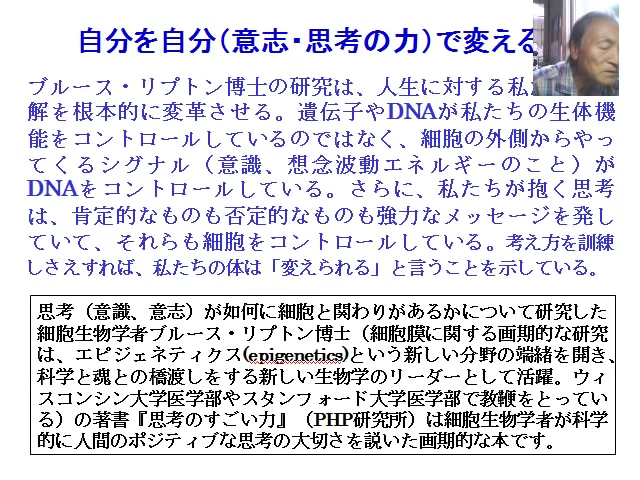 自分を自分（意志・思考の力）で変える
ブルース・リプトン博士の研究は、人生に対する私
解を根本的に変革させる。遺伝子やDNAが私たちの生体機
能をコントロールしているのではなく、細胞の外側からやっ
てくるシグナル（意識、想念波動エネルギーのこと）が
DNAをコントロールしている。さらに、私たちが抱く思考
は、肯定的なものも否定的なものも強力なメッセージを発し
ていて、それらも細胞をコントロールしている。考え方を訓練
しさえすれば、私たちの体は「変えられる」と言うことを示している。
思考（意識、意志）が如何に細胞と関わりがあるかについて研究した
細胞生物学者ブルース・リプトン博士（細胞膜に関する画期的な研究
は、エピジェネティクス(epigenetics)という新しい分野の端緒を開き、
科学と魂との橋渡しをする新しい生物学のリーダーとして活躍。ウィ
スコンシン大学医学部やスタンフォード大学医学部で教鞭をとってい
る）の著書『思考のすごい力』（PHP研究所）は細胞生物学者が科学
的に人間のポジティブな思考の大切さを説いた画期的な本です。